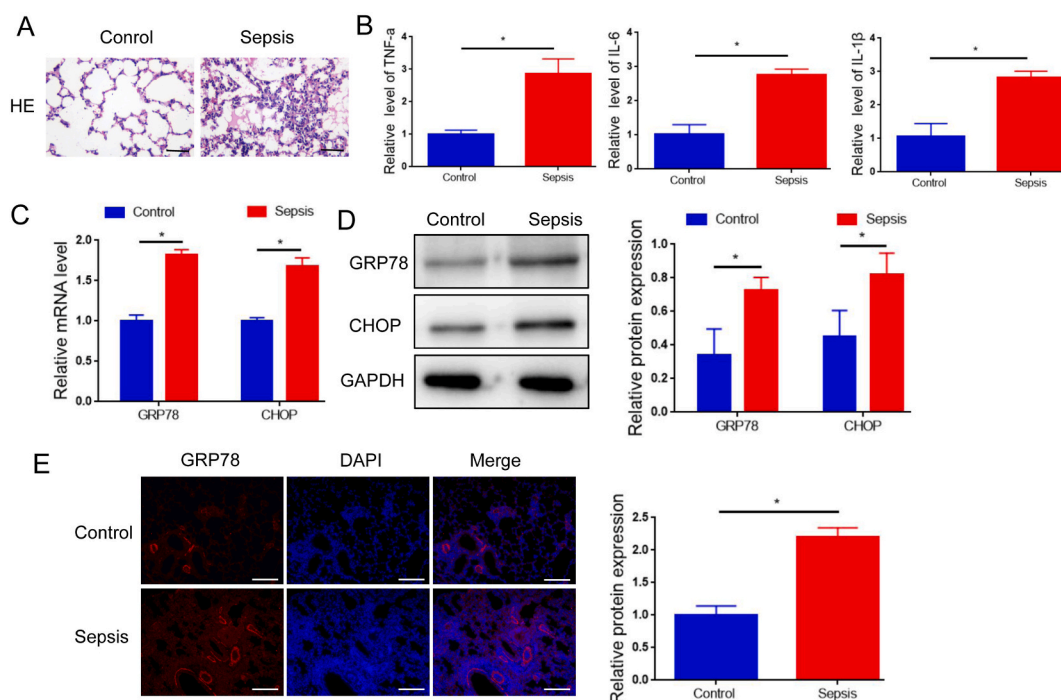 A
Conrol Sepsis
HE
B
Relative level of TNF-a
4
3
2
1
0
*
Control Sepsis
Relative level of IL-6
4
3
2
1
0
*
Control Sepsis
Relative level of IL-1β
4
3
2
1
0
*
Control Sepsis
C
Control Sepsis
Relative mRNA level
2.0
1.5
1.0
0.5
0.0
* *
GRP78 CHOP
D
Control Sepsis
GRP78
CHOP
GAPDH
Control Sepsis
Relative protein expression
1.0
0.8
0.6
0.4
0.2
0.0
* *
GRP78 CHOP
E
GRP78 DAPI Merge
Control
Sepsis
Relative protein expression
2.5
2.0
1.5
1.0
0.5
0.0
*
Control Sepsis